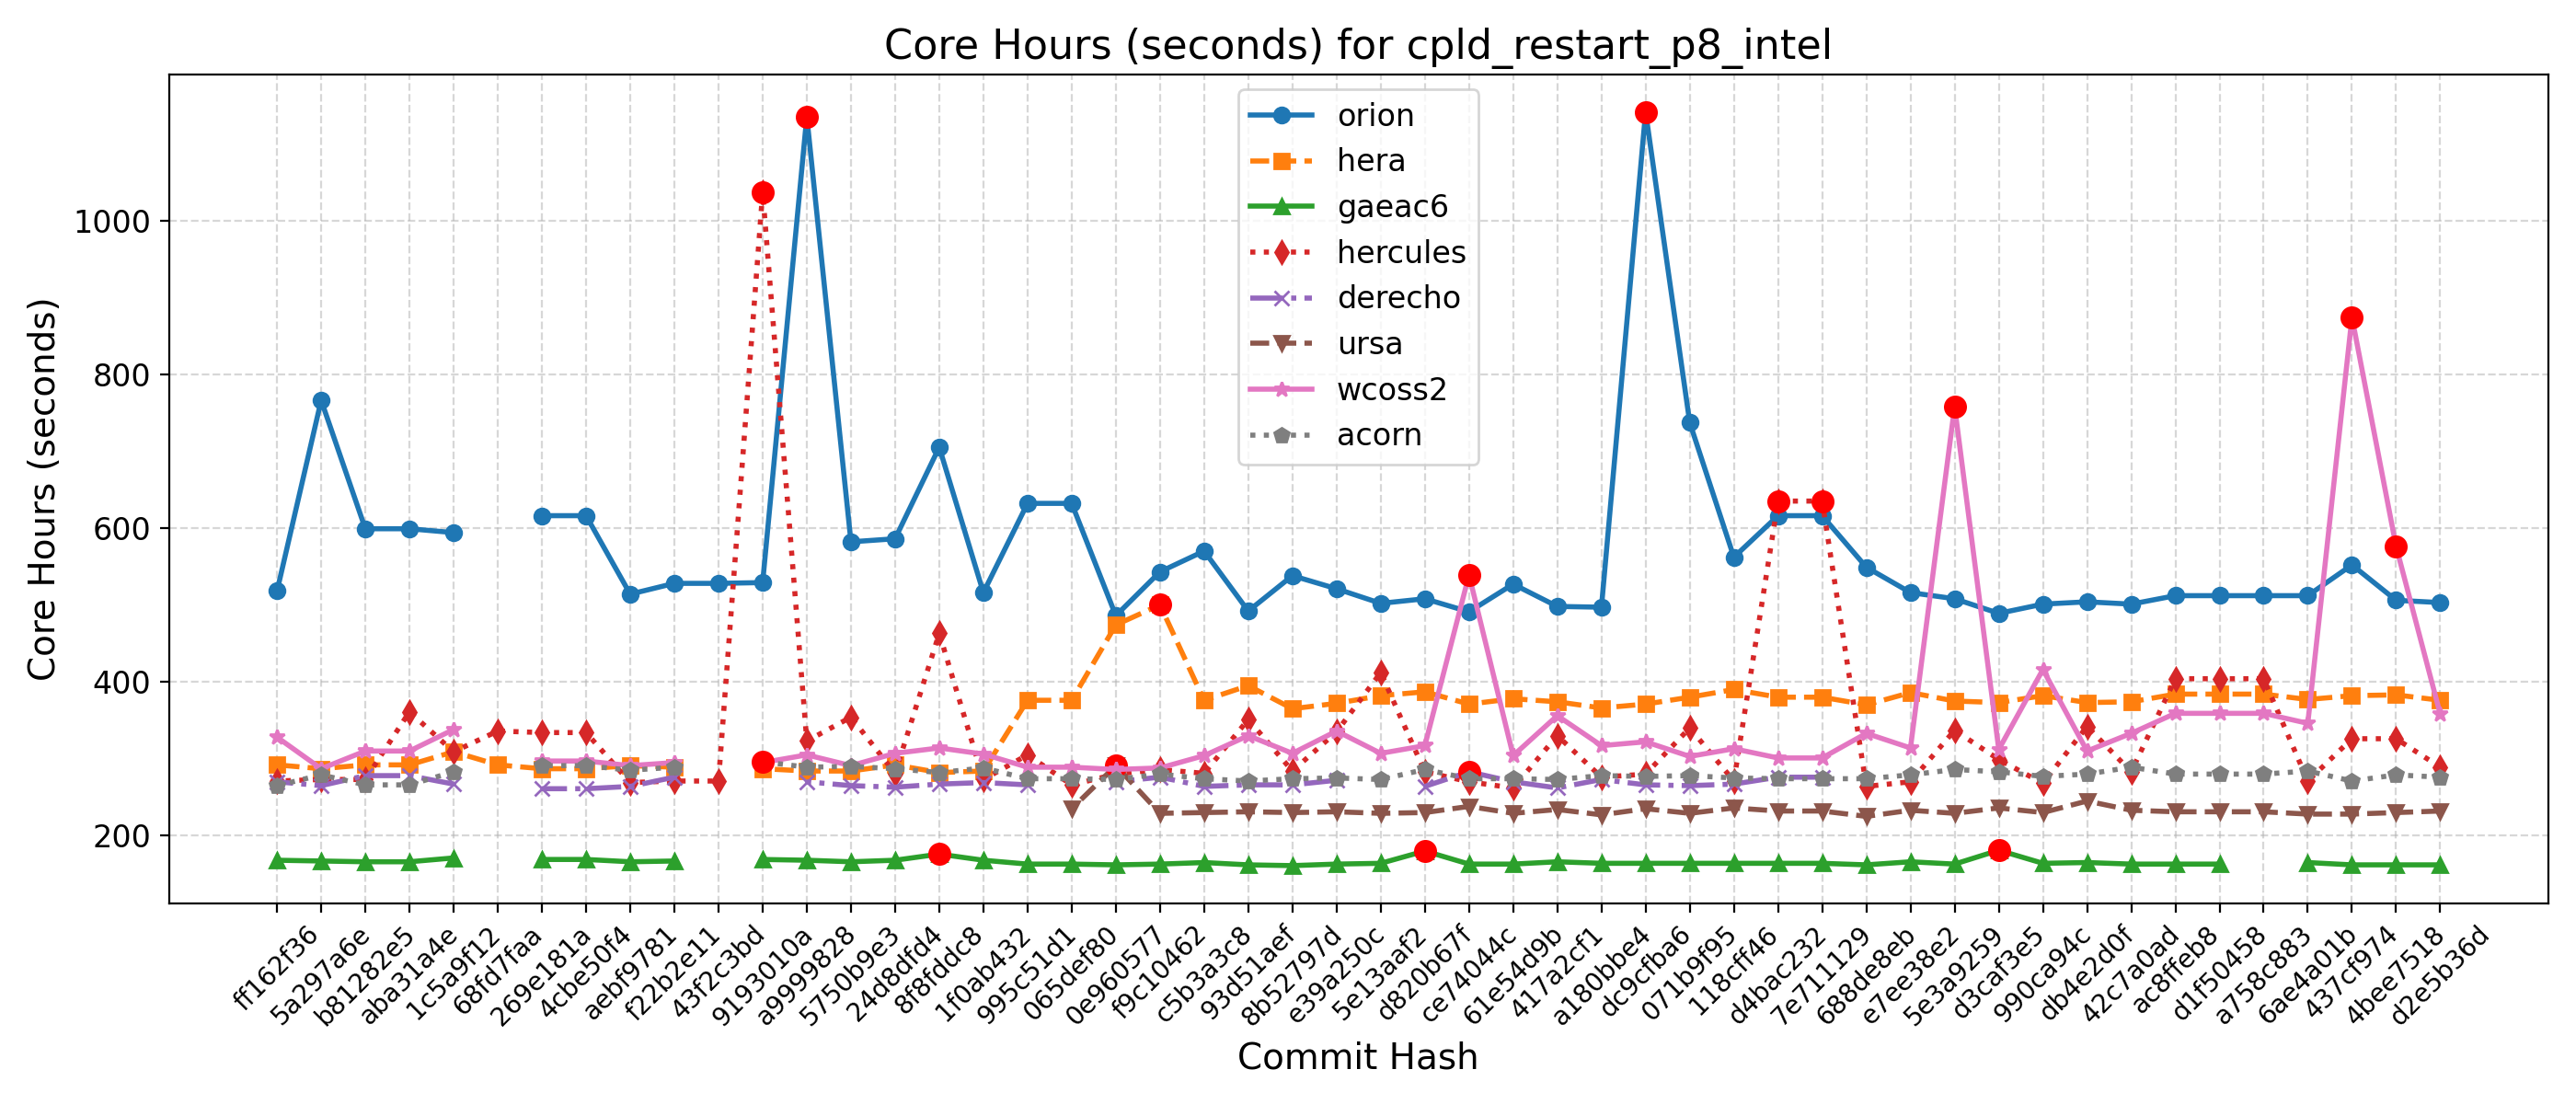 Core Hours (seconds) for cpld_restart_p8_intel
Core Hours (seconds)
1000
800
600
400
200
orion
hera
gaeac6
hercules
derecho
ursa
wcoss2
acorn
ff162f36
5a297a6e
b81282e5
aba31a4e
1c5a9f12
68fd7faa
269e181a
4cbe50f4
aebf9781
f22b2e11
43f2c3bd
9193010a
a9999828
5750b9e3
24d8dfd4
8f8fddc8
1f0ab432
995c51d1
065def80
0e960577
f9c10462
c5b3a3c8
93d51aef
8b52797d
e39a250c
5e13aaf2
d820b67f
ce74044c
61e54d9b
417a2cf1
a180bbe4
dc9cfba6
071b9f95
118cff46
d4bac232
7e711129
688de8eb
e7ee38e2
5e3a9259
d3caf3e5
990ca94c
db4e2d0f
42c7a0ad
ac8ffeb8
d1f50458
a758c883
6ae4a01b
437cf974
4bee7518
d2e5b36d
Commit Hash